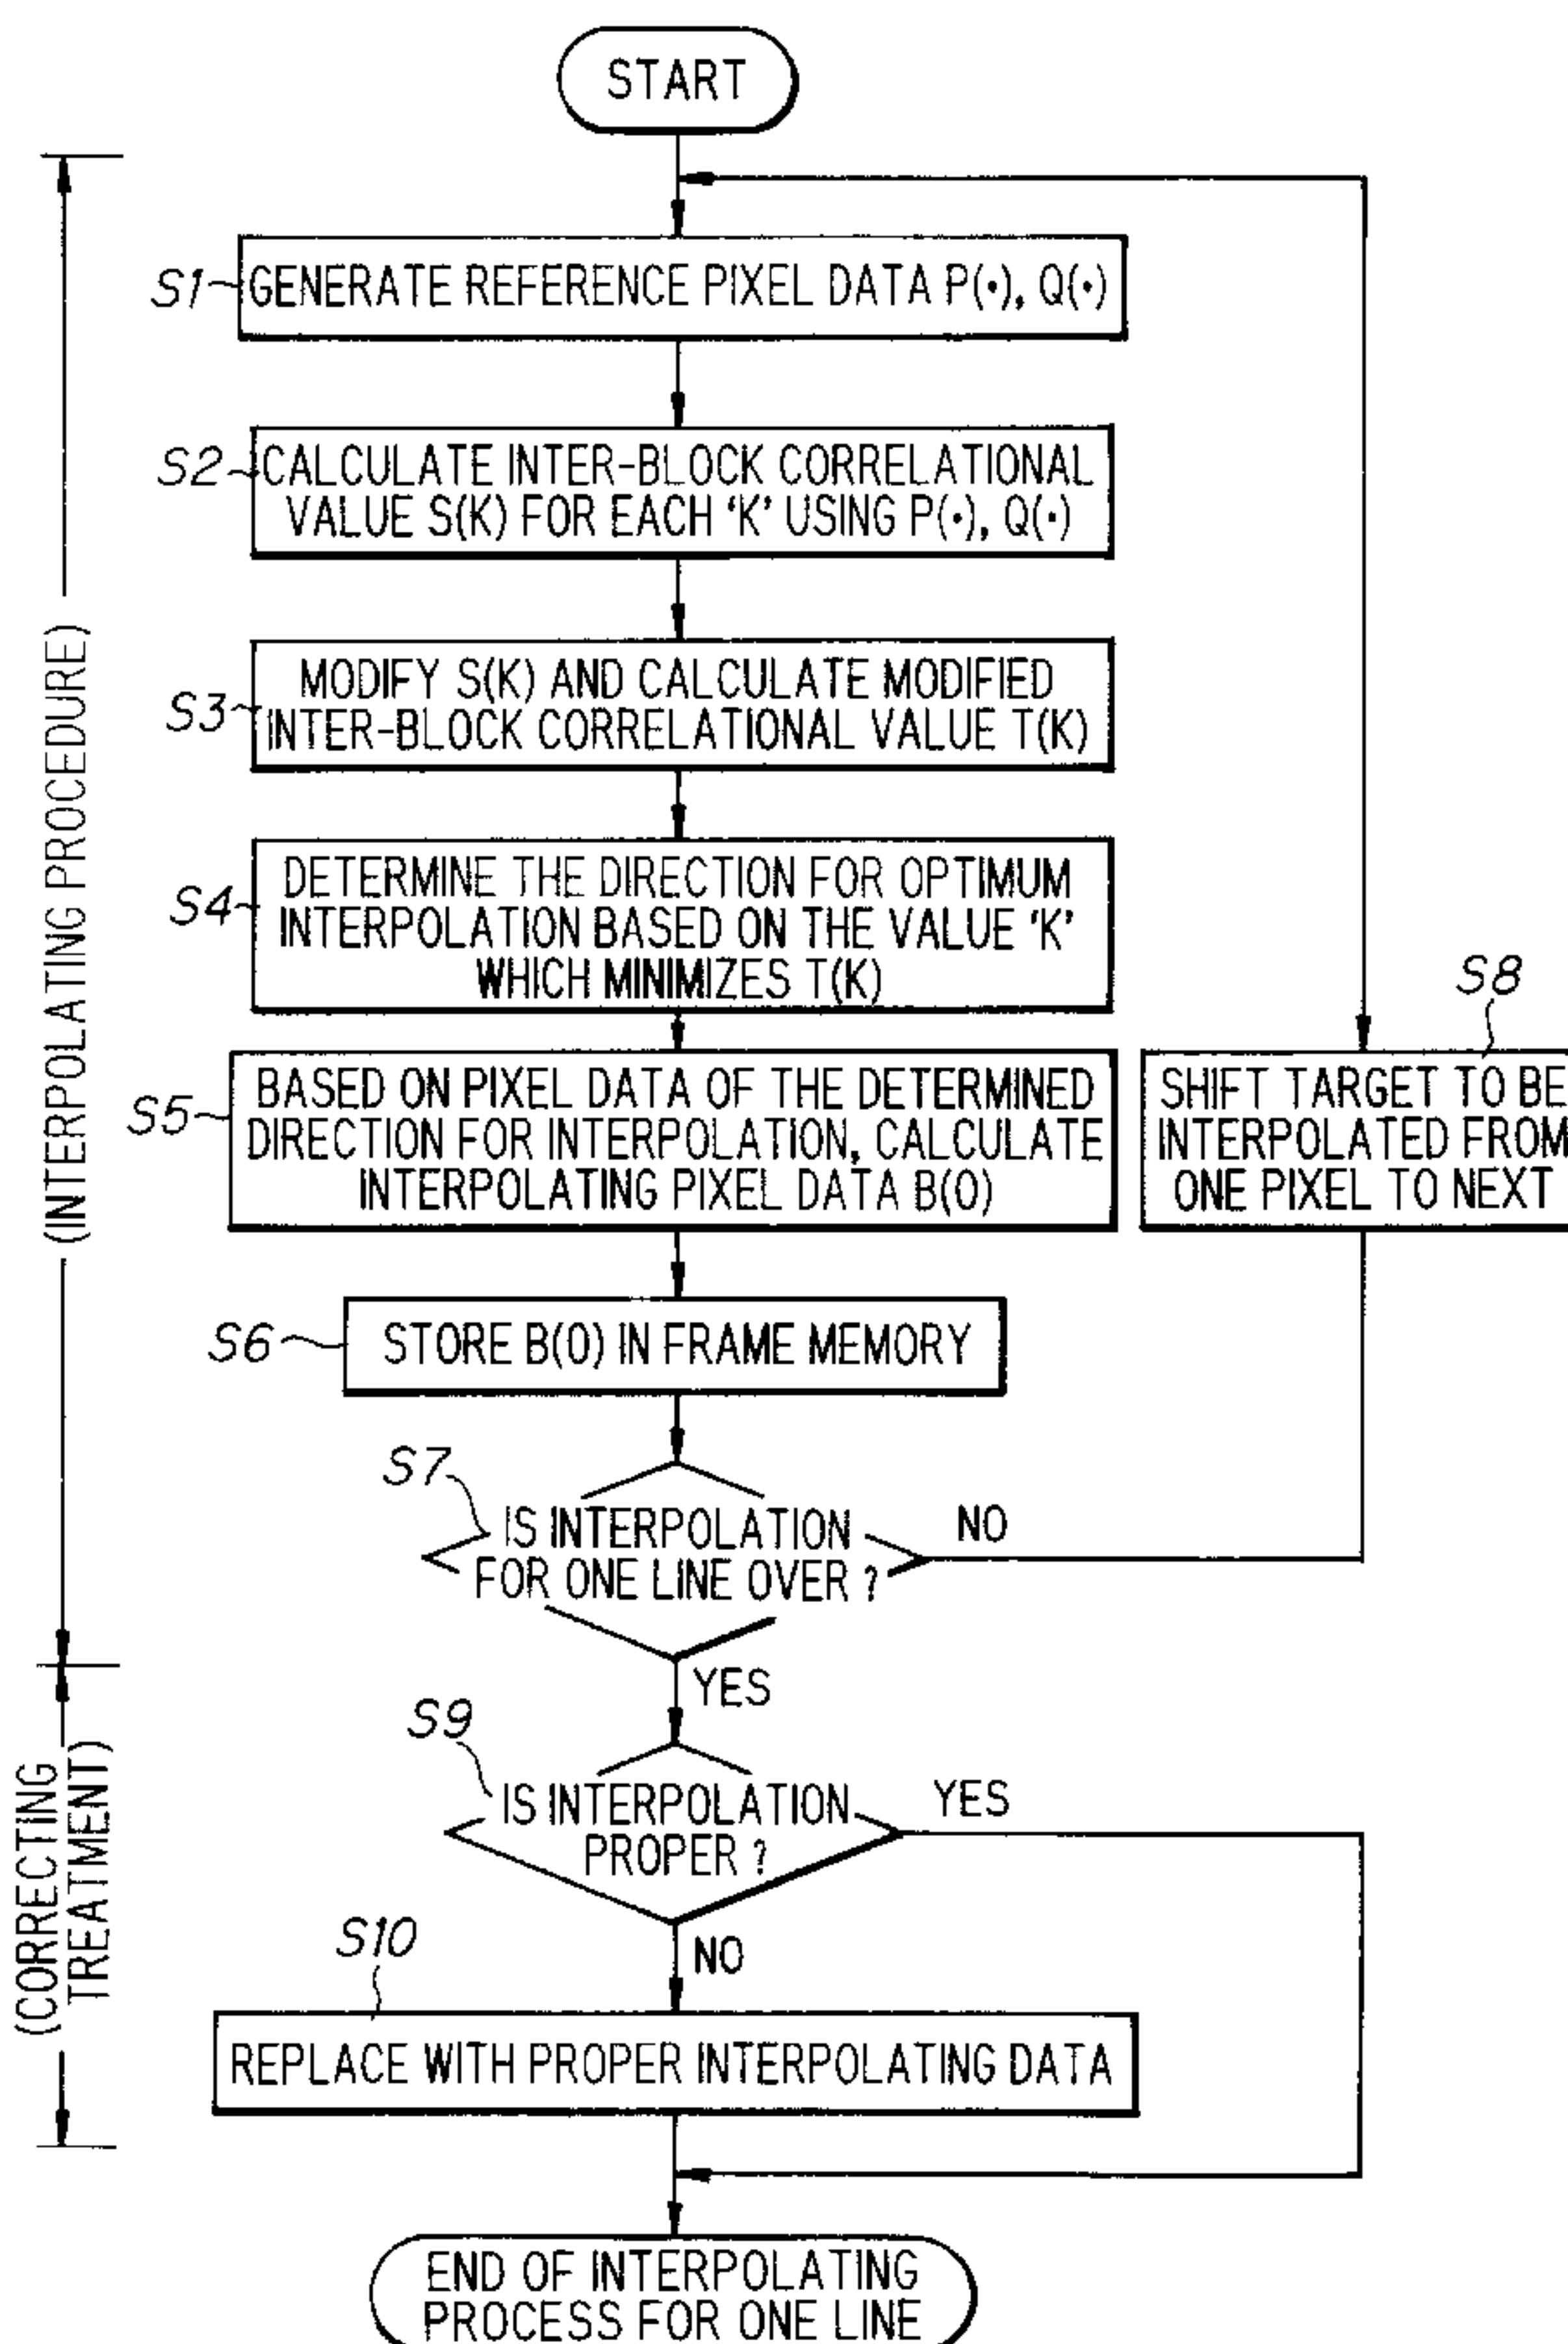 START
S1
GENERATE REFERENCE PIXEL DATA P(•), Q(•)
S2
CALCULATE INTER-BLOCK CORRELATIONAL
VALUE S(K) FOR EACH 'K' USING P(•), Q(•)
S3
MODIFY S(K) AND CALCULATE MODIFIED
INTER-BLOCK CORRELATIONAL VALUE T(K)
S4
DETERMINE THE DIRECTION FOR OPTIMUM
INTERPOLATION BASED ON THE VALUE 'K'
WHICH MINIMIZES T(K)
S5
BASED ON PIXEL DATA OF THE DETERMINED
DIRECTION FOR INTERPOLATION, CALCULATE
INTERPOLATING PIXEL DATA B(0)
S8
SHIFT TARGET TO BE
INTERPOLATED FROM
ONE PIXEL TO NEXT
(INTERPOLATING PROCEDURE)
S6
STORE B(0) IN FRAME MEMORY
S7
IS INTERPOLATION
FOR ONE LINE OVER ?
NO
YES
S9
IS INTERPOLATION
PROPER ?
YES
NO
(CORRECTING
TREATMENT)
S10
REPLACE WITH PROPER INTERPOLATING DATA
END OF INTERPOLATING
PROCESS FOR ONE LINE